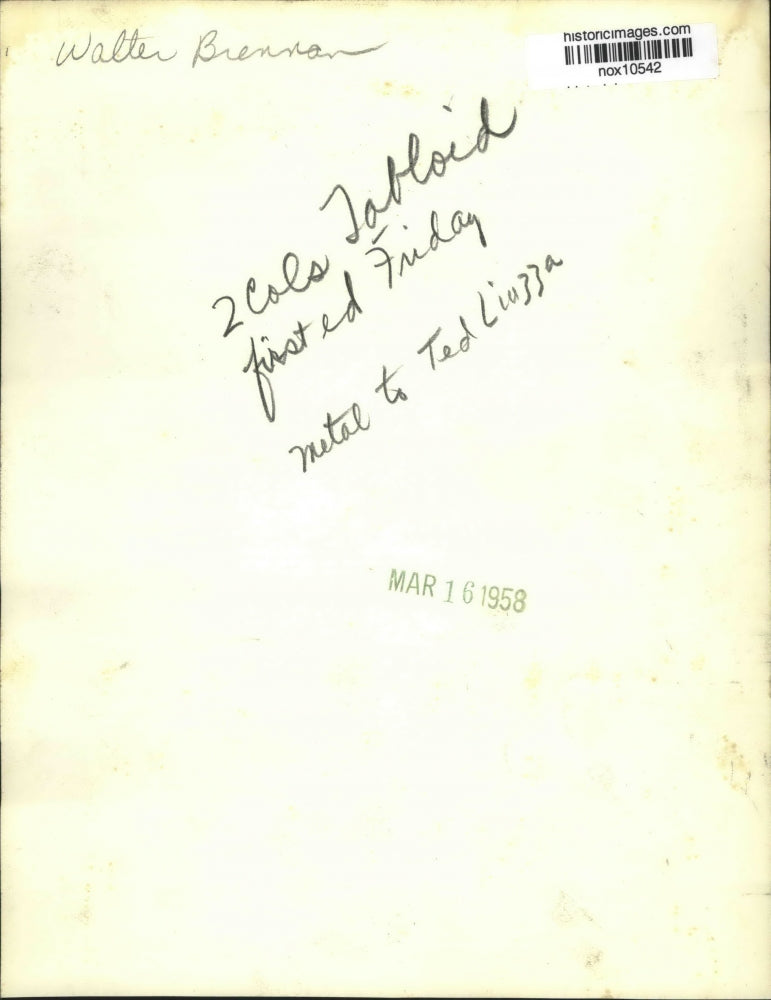 Walter Brennan
historicimages.com
nox10542
2 Cols Tabloid
first ed Friday
metal to Ted Liuzza
MAR 16 1958